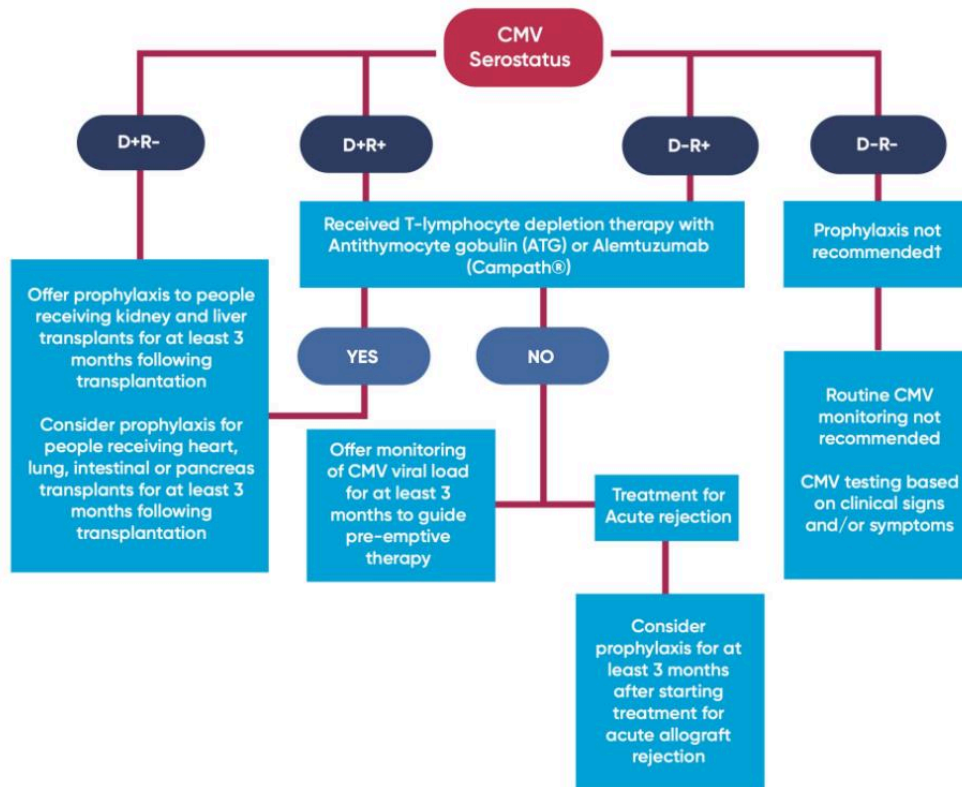 CMV
Serostatus
D+R-
D+R+
D-R+
D-R-
Received T-lymphocyte depletion therapy with
Antithymocyte gobulin (ATG) or Alemtuzumab
(Campath®)
Prophylaxis not
recommended†
Offer prophylaxis to people
receiving kidney and liver
transplants for at least 3
months following
transplantation
Consider prophylaxis for
people receiving heart,
lung, intestinal or pancreas
transplants for at least 3
months following
transplantation
YES
NO
Offer monitoring
of CMV viral load
for at least 3
months to guide
pre-emptive
therapy
Treatment for
Acute rejection
Consider
prophylaxis for at
least 3 months
after starting
treatment for
acute allograft
rejection
Routine CMV
monitoring not
recommended
CMV testing based
on clinical signs
and/or symptoms